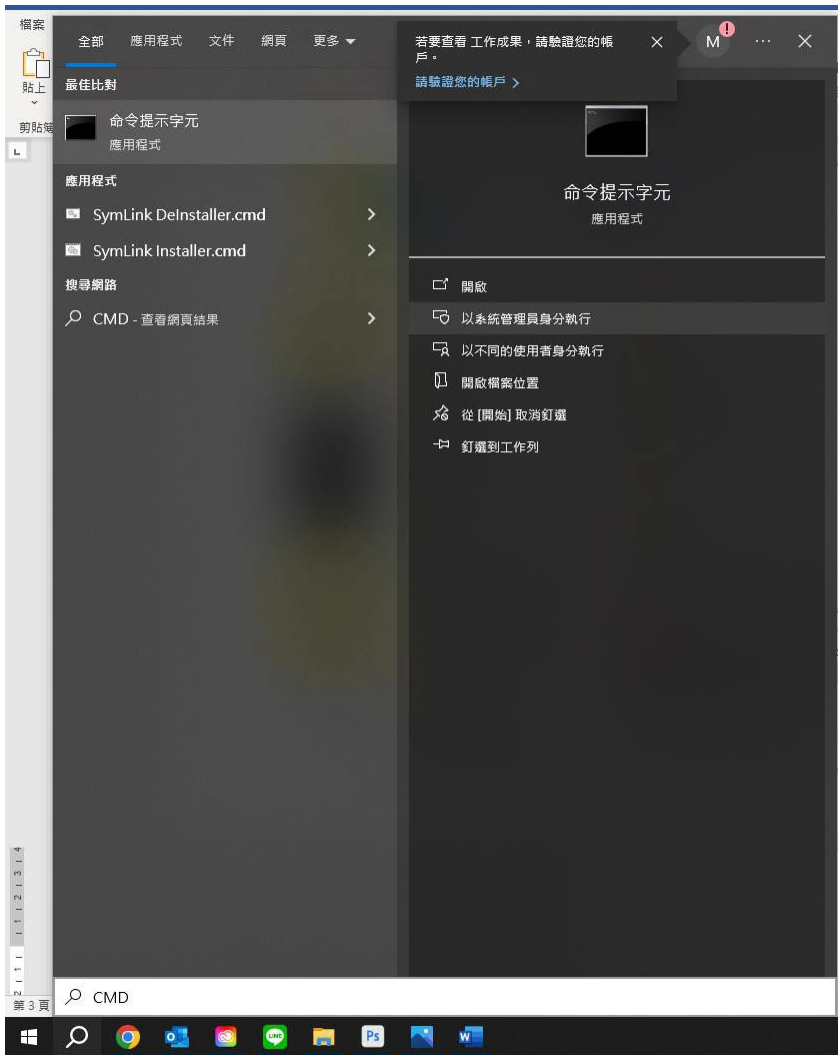 檔案
貼上
剪貼簿
全部 應用程式 文件 網頁 更多
若要查看 工作成果，請驗證您的帳
戶。
請驗證您的帳戶
M
最佳比對
命令提示字元
應用程式
應用程式
SymLink DeInstaller.cmd
SymLink Installer.cmd
搜尋網路
CMD - 查看網頁結果
命令提示字元
應用程式
開啟
以系統管理員身分執行
以不同的使用者身分執行
開啟檔案位置
從 [開始] 取消釘選
釘選到工作列
第 3 頁
CMD
LINE
Ps